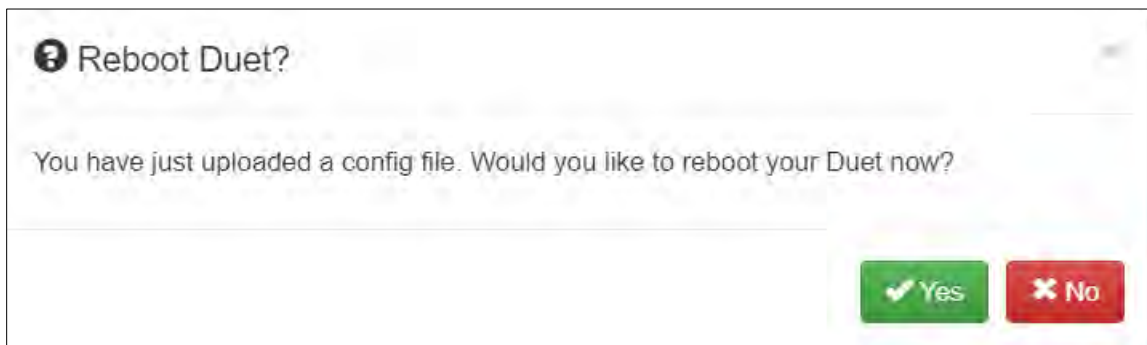 Reboot Duet?
You have just uploaded a config file. Would you like to reboot your Duet now?
Yes
No